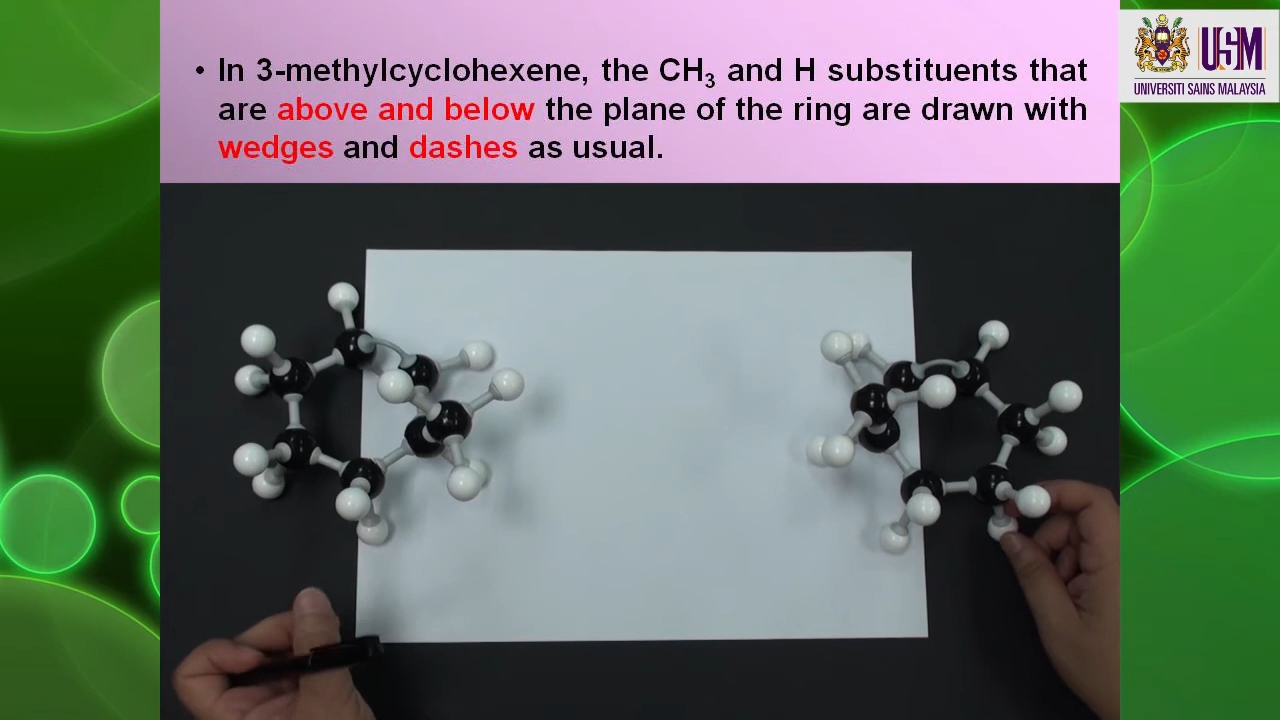 • In 3-methylcyclohexene, the CH₃ and H substituents that
are above and below the plane of the ring are drawn with
wedges and dashes as usual.
USM
UNIVERSITI SAINS MALAYSIA